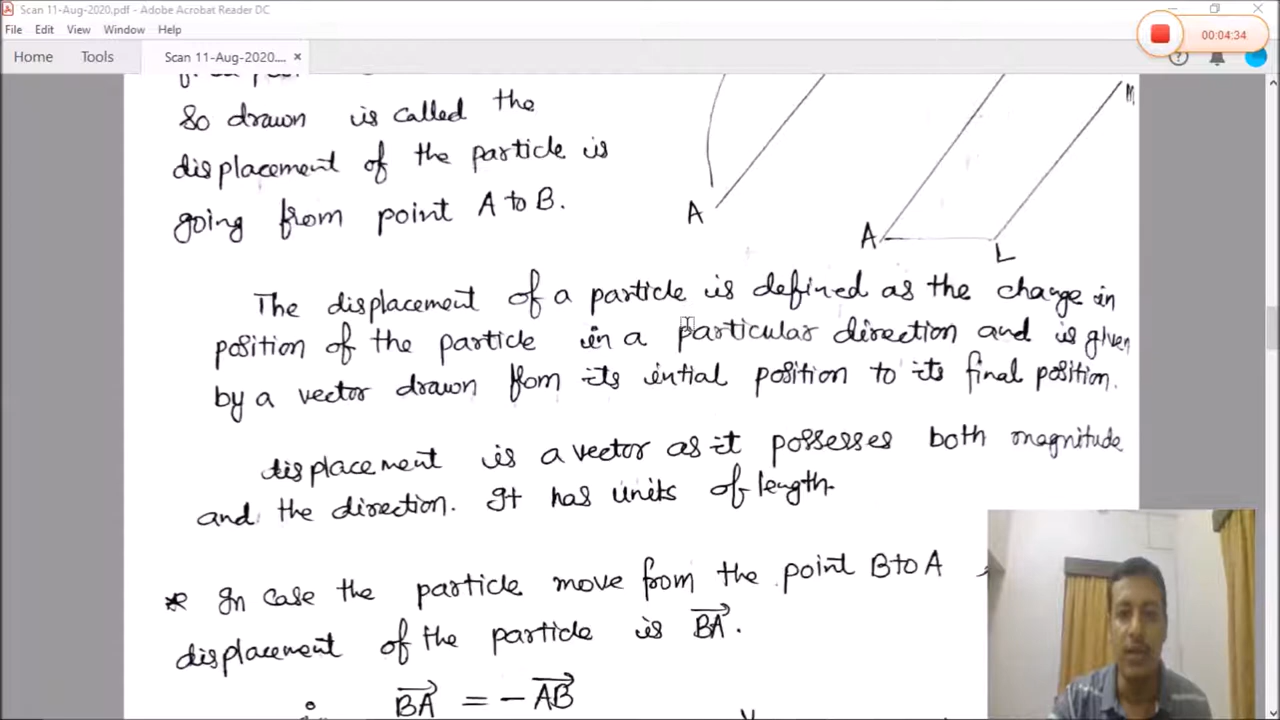 Scan 11-Aug-2020.pdf - Adobe Acrobat Reader DC
File Edit View Window Help
00:04:34
Home Tools Scan 11-Aug-2020.... ×
So drawn is called the
displacement of the particle is
going from point A to B.
A
M
A
L
The displacement of a particle is defined as the change in
position of the particle in a particular direction and is given
by a vector drawn from its intial position to its final position.
displacement is a vector as it possesses both magnitude
and the direction. It has units of length.
* In case the particle move from the point B to A
displacement of the particle is BA⃗.
BA⃗ = - AB⃗